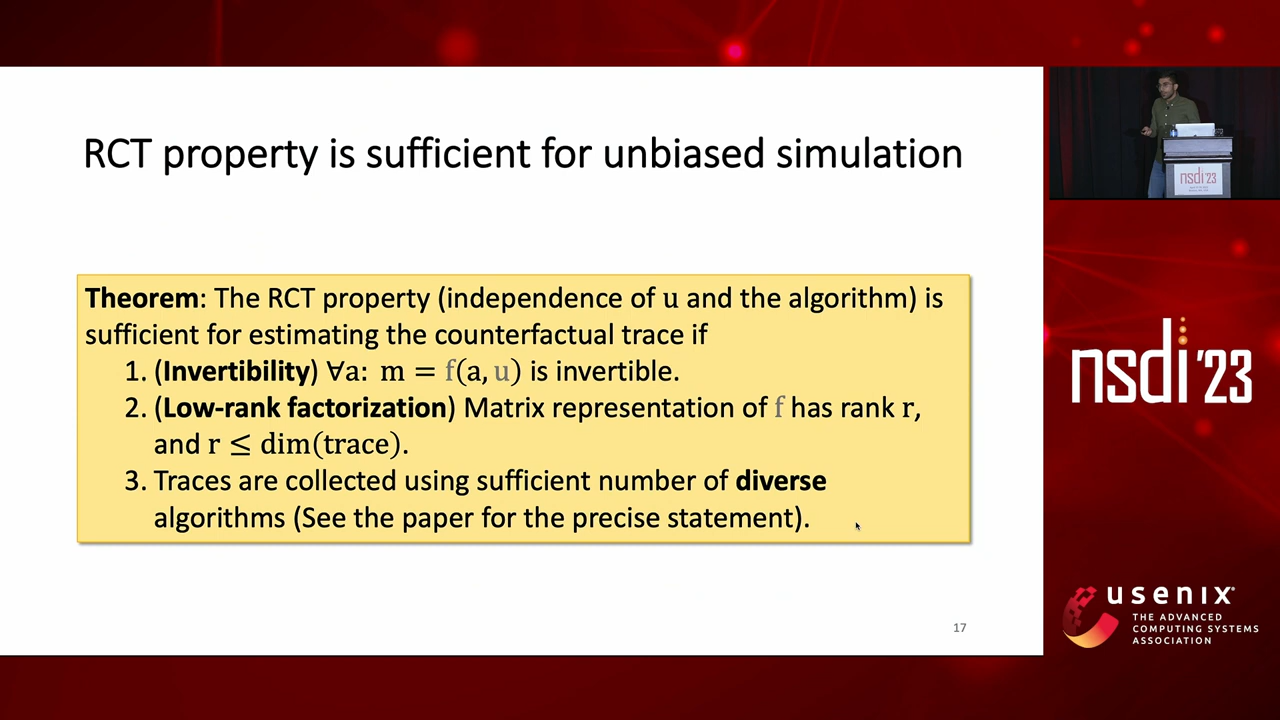 RCT property is sufficient for unbiased simulation
Theorem: The RCT property (independence of u and the algorithm) is
sufficient for estimating the counterfactual trace if
1. (Invertibility) ∀a: m = f(a, u) is invertible.
2. (Low-rank factorization) Matrix representation of f has rank r,
and r ≤ dim(trace).
3. Traces are collected using sufficient number of diverse
algorithms (See the paper for the precise statement).
17
nsdi '23
nsdi '23
usenix®
THE ADVANCED
COMPUTING SYSTEMS
ASSOCIATION